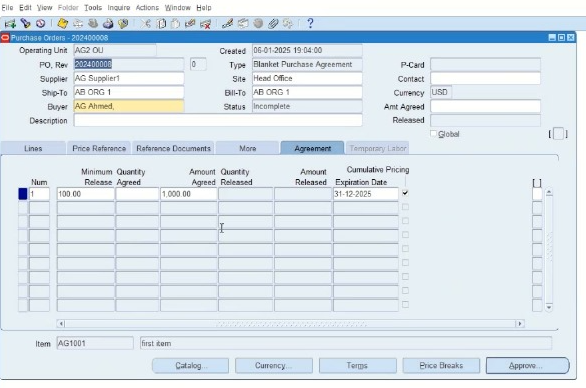 File Edit View Folder Tools Inquire Actions Window Help
Purchase Orders - 202400008
Operating Unit AG2 OU Created 06-01-2025 19:04:00
PO, Rev 202400008 0 Type Blanket Purchase Agreement P-Card
Supplier AG Supplier1 Site Head Office Contact
Ship-To AB ORG 1 Bill-To AB ORG 1 Currency USD
Buyer AG Ahmed, Status Incomplete Amt Agreed
Description Released
Global [ ]
Lines Price Reference Reference Documents More Agreement Temporary Labor
Cumulative Pricing
Minimum Quantity Amount Quantity Amount
Num Release Agreed Agreed Released Released Expiration Date [ ]
1 100.00 1,000.00 31-12-2025
Item AG1001 first item
Catalog... Currency... Terms Price Breaks Approve...